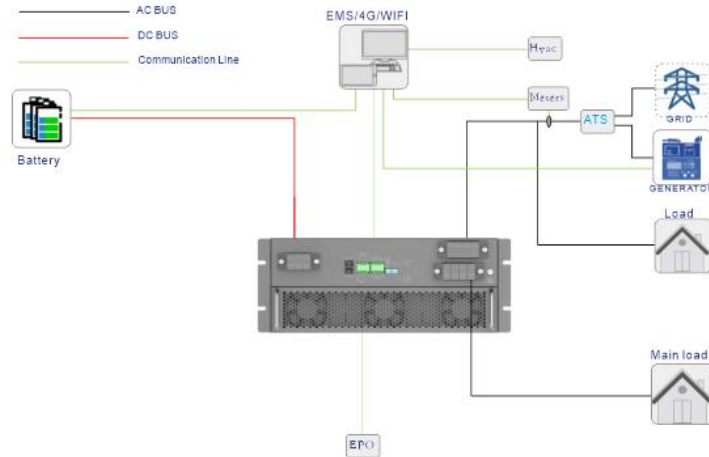 AC BUS
DC BUS
Communication Line
EMS/4G/WIFI
Hvac
Meters
ATS
GRID
GENERATOR
Battery
Load
Main load
EPO